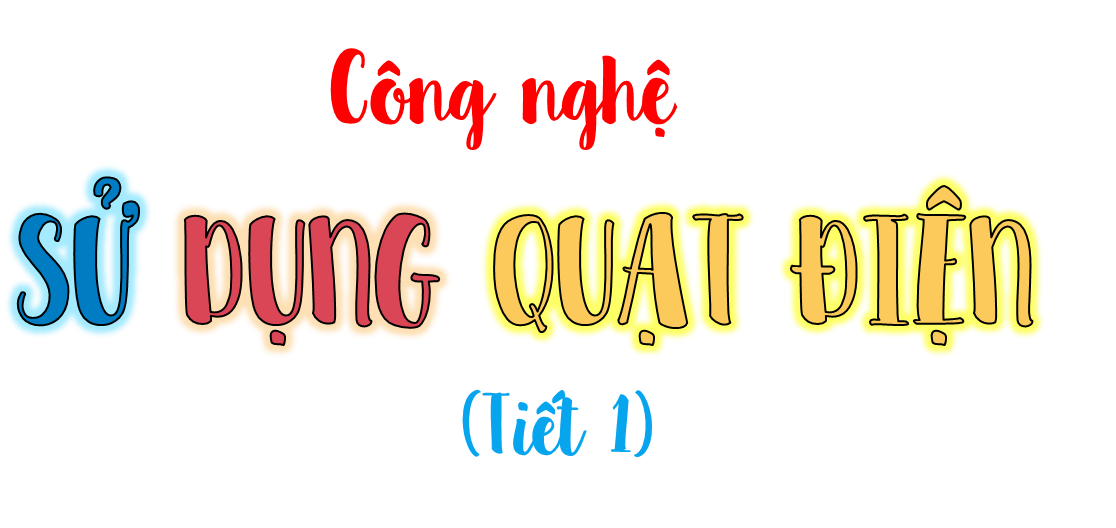 Công nghệ
SỬ DỤNG QUẠT ĐIỆN
(Tiết 1)